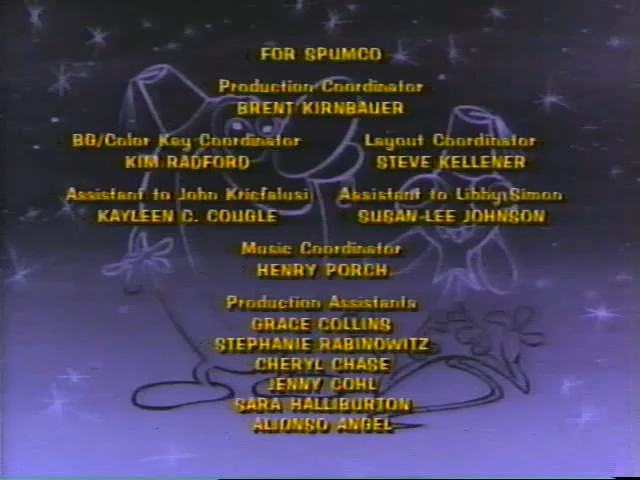 FOR SPUMCO
Production Coordinator
BRENT KIRNBAUER
BG/Color Key Coordinator
KIM RADFORD
Layout Coordinator
STEVE KELLENER
Assistant to John Kricfalusi
KAYLEEN C. COUGLE
Assistant to Libby Simon
SUSAN-LEE JOHNSON
Music Coordinator
HENRY PORCH
Production Assistants
GRACE COLLINS
STEPHANIE RABINOWITZ
CHERYL CHASE
JENNY COHL
SARA HALLIBURTON
ALFONSO ANGEL